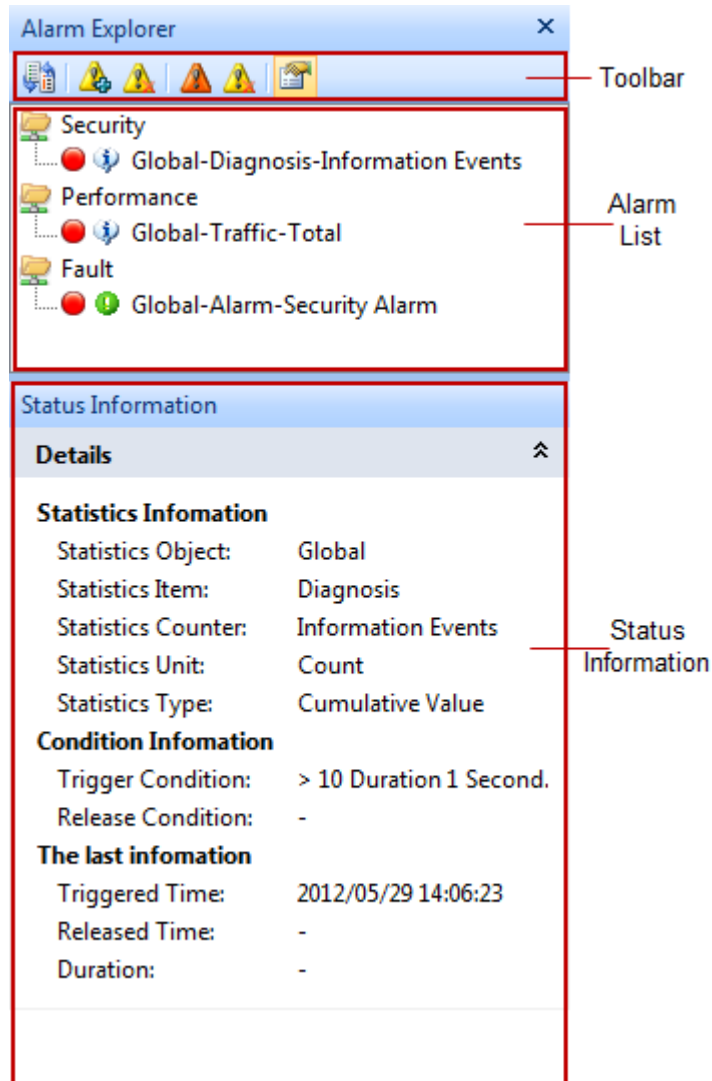 Alarm Explorer
Toolbar
Security
Global-Diagnosis-Information Events
Performance
Global-Traffic-Total
Fault
Global-Alarm-Security Alarm
Alarm
List
Status Information
Details
Statistics Infomation
Statistics Object: Global
Statistics Item: Diagnosis
Statistics Counter: Information Events
Statistics Unit: Count
Statistics Type: Cumulative Value
Status
Information
Condition Infomation
Trigger Condition: > 10 Duration 1 Second.
Release Condition: -
The last infomation
Triggered Time: 2012/05/29 14:06:23
Released Time: -
Duration: -